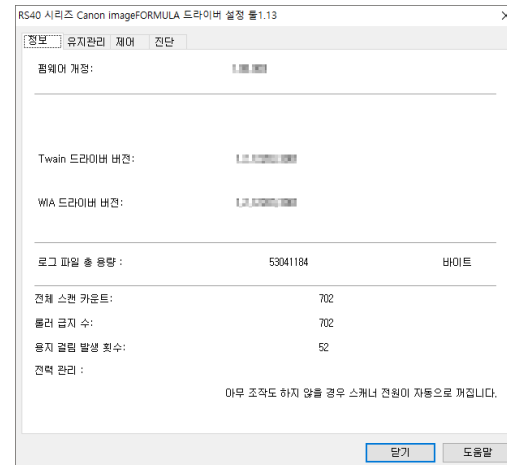 RS40 시리즈 Canon imageFORMULA 드라이버 설정 툴1.13
정보 유지관리 제어 진단
펌웨어 개정:
Twain 드라이버 버전:
WIA 드라이버 버전:
로그 파일 총 용량 : 53041184 바이트
전체 스캔 카운트: 702
롤러 급지 수: 702
용지 걸림 발생 횟수: 52
전력 관리 :
아무 조작도 하지 않을 경우 스캐너 전원이 자동으로 꺼집니다.
닫기 도움말